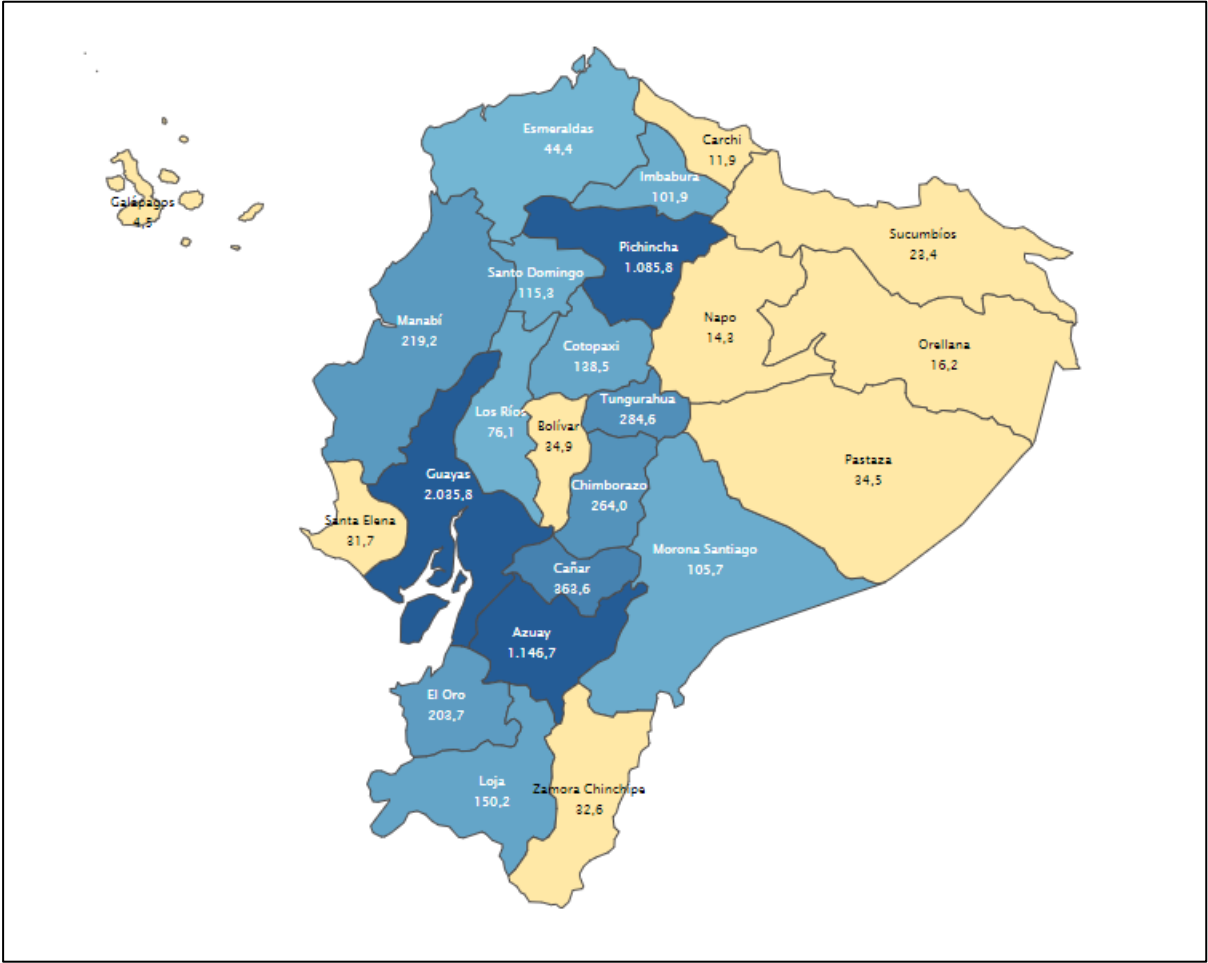 Esmeraldas
44,4
Carchi
11,9
Imbabura
101,9
Galápagos
4,5
Sucumbíos
23,4
Pichincha
1.085,8
Santo Domingo
115,3
Manabí
219,2
Napo
14,3
Orellana
16,2
Cotopaxi
138,5
Tungurahua
284,6
Los Ríos
76,1
Bolívar
34,9
Pastaza
34,5
Guayas
2.035,8
Chimborazo
264,0
Santa Elena
31,7
Morona Santiago
105,7
Cañar
363,6
Azuay
1.146,7
El Oro
203,7
Loja
150,2
Zamora Chinchipe
32,6